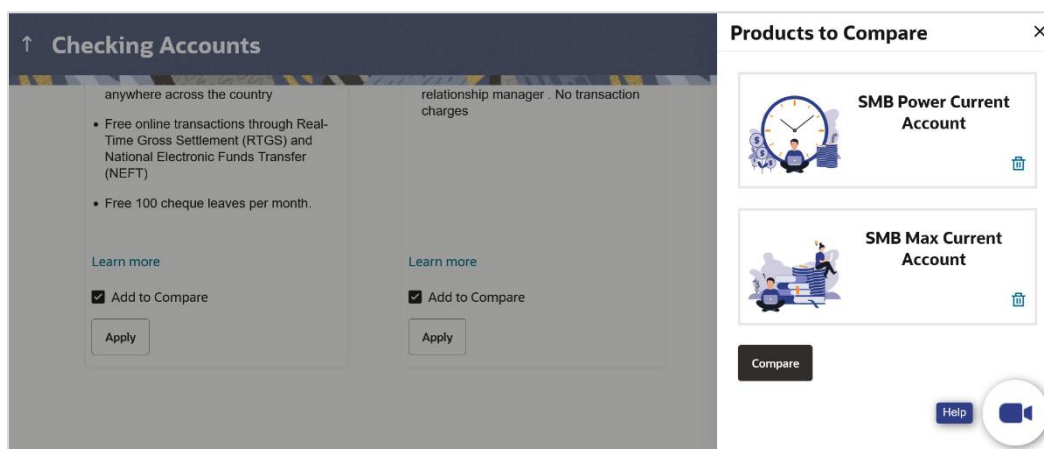 ↑ Checking Accounts
anywhere across the country
• Free online transactions through Real-
Time Gross Settlement (RTGS) and
National Electronic Funds Transfer
(NEFT)
• Free 100 cheque leaves per month.
Learn more
Add to Compare
Apply
relationship manager . No transaction
charges
Learn more
Add to Compare
Apply
Products to Compare
SMB Power Current
Account
SMB Max Current
Account
Compare
Help